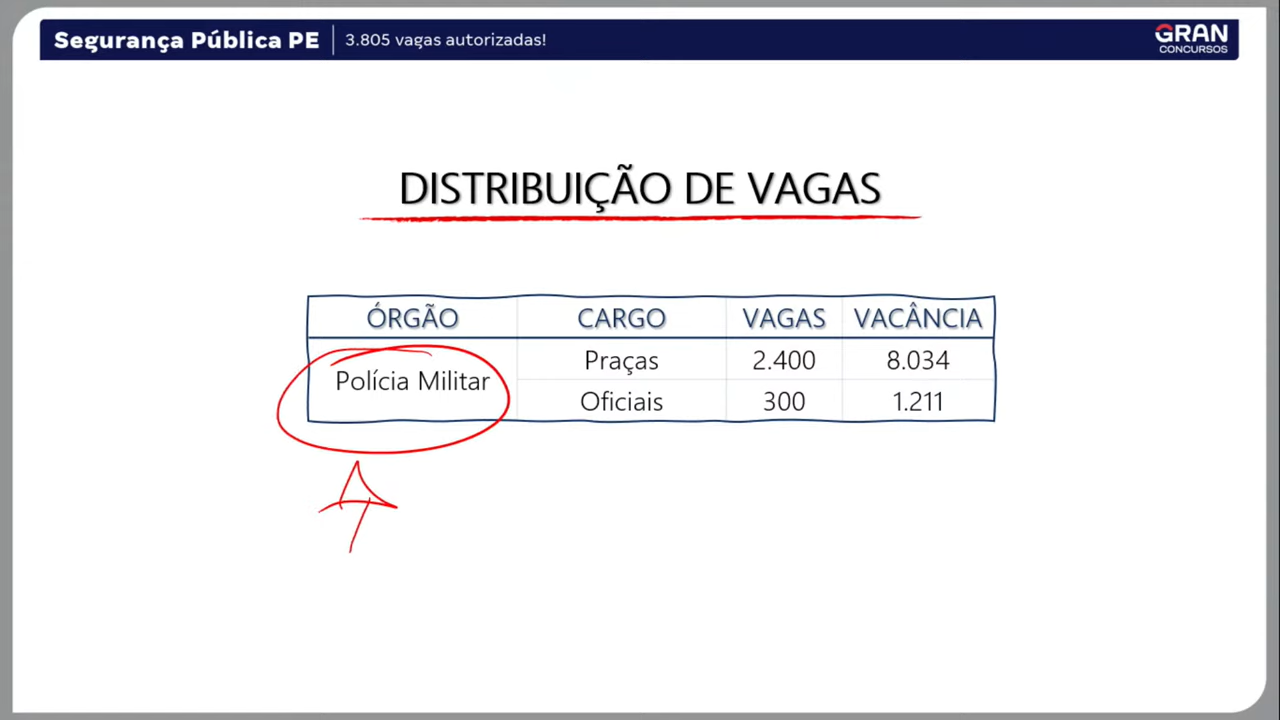 Segurança Pública PE | 3.805 vagas autorizadas!
GRAN
CONCURSOS
DISTRIBUIÇÃO DE VAGAS
ÓRGÃO CARGO VAGAS VACÂNCIA
Polícia Militar
Praças 2.400 8.034
Oficiais 300 1.211